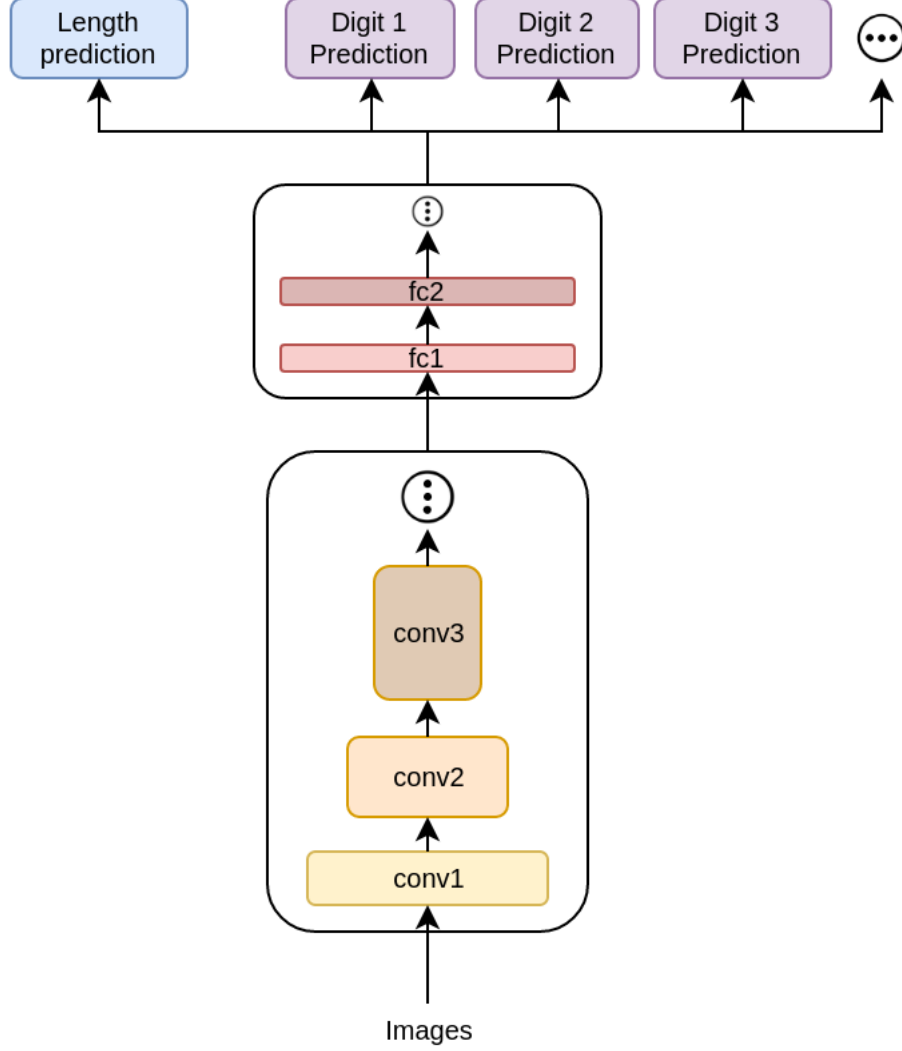 Length
prediction
Digit 1
Prediction
Digit 2
Prediction
Digit 3
Prediction
fc2
fc1
conv3
conv2
conv1
Images